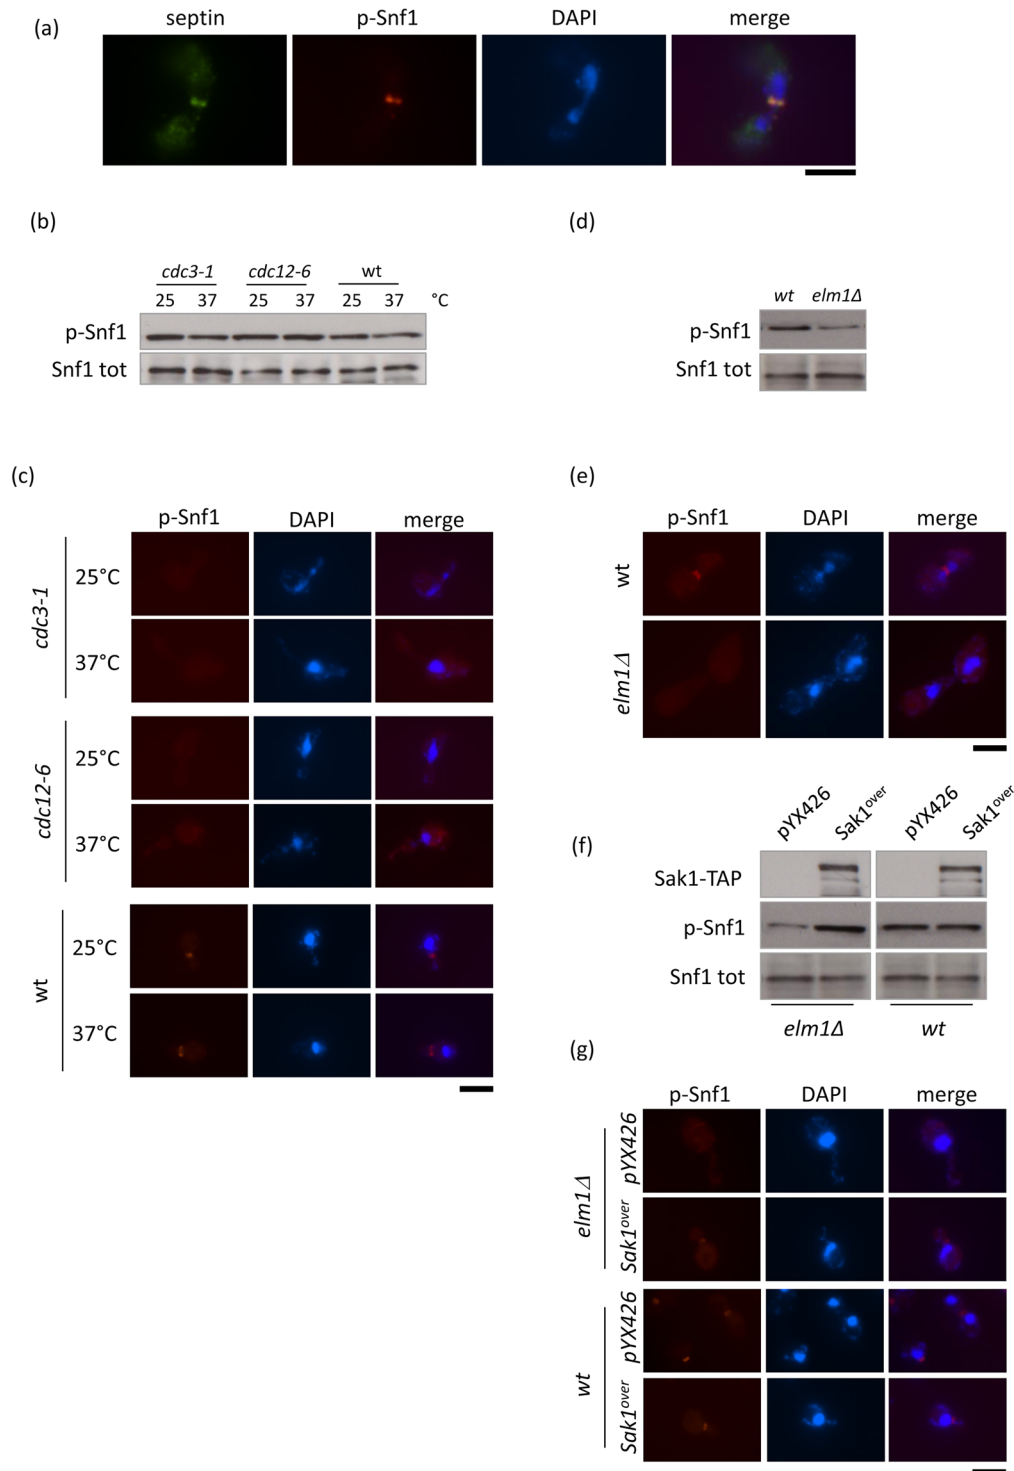 (a)
septin p-Snf1 DAPI merge
(b)
cdc3-1 cdc12-6 wt
25 37 25 37 25 37 °C
p-Snf1
Snf1 tot
(d)
wt elm1Δ
p-Snf1
Snf1 tot
(c)
p-Snf1 DAPI merge
cdc3-1
25°C
37°C
cdc12-6
25°C
37°C
wt
25°C
37°C
(e)
p-Snf1 DAPI merge
wt
elm1Δ
(f)
pYX426 Sak1over pYX426 Sak1over
Sak1-TAP
p-Snf1
Snf1 tot
elm1Δ wt
(g)
p-Snf1 DAPI merge
elm1Δ
pYX426
Sak1over
wt
pYX426
Sak1over